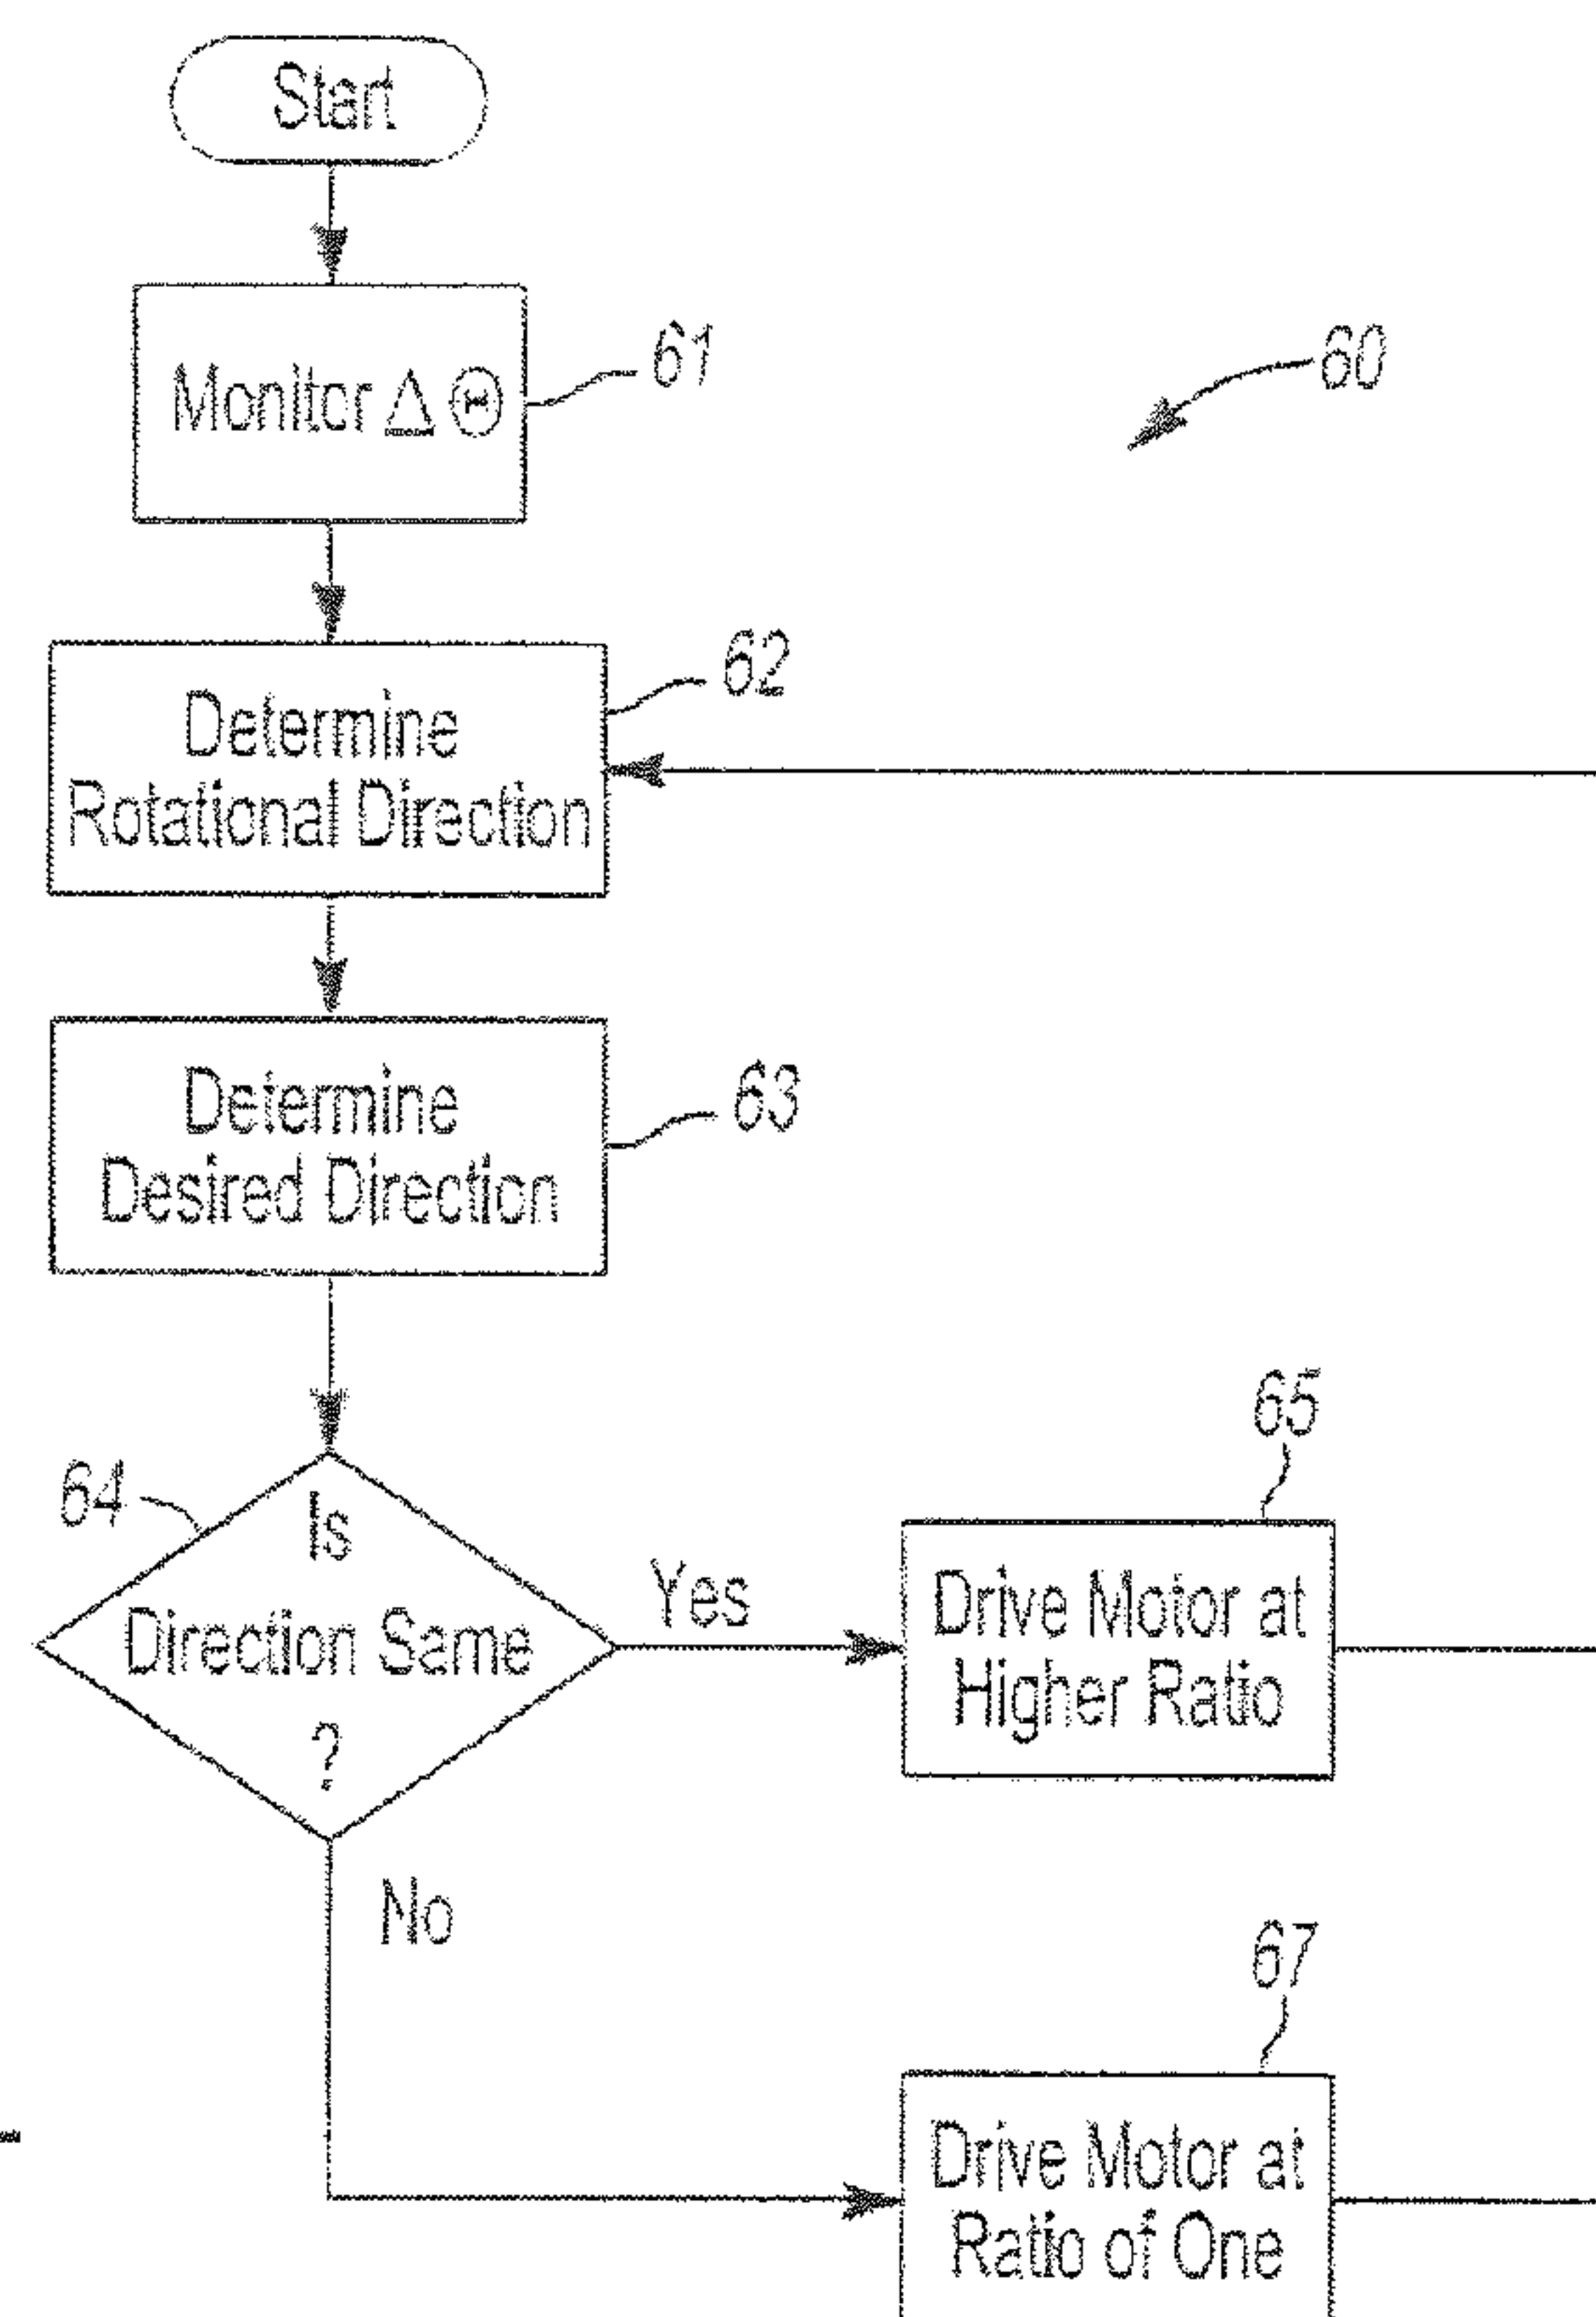 Start
Monitor Δ Θ
61
60
62
Determine
Rotational Direction
63
Determine
Desired Direction
64
Is
Direction Same
?
Yes
65
Drive Motor at
Higher Ratio
No
67
Drive Motor at
Ratio of One